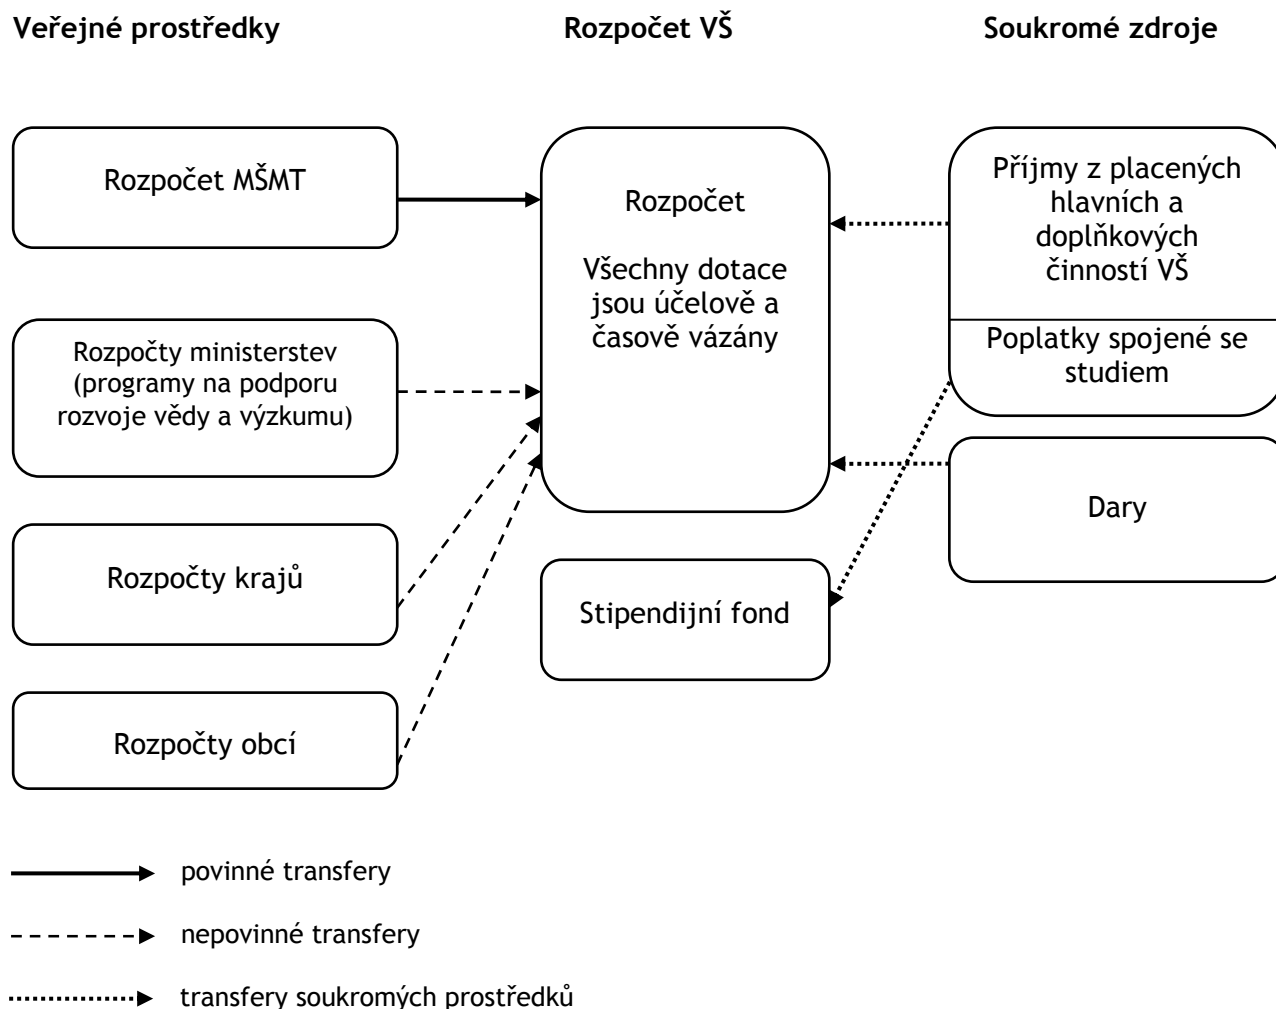 Veřejné prostředky
Rozpočet VŠ
Soukromé zdroje
Rozpočet MŠMT
Rozpočty ministerstev
(programy na podporu
rozvoje vědy a výzkumu)
Rozpočty krajů
Rozpočty obcí
Rozpočet
Všechny dotace
jsou účelově a
časově vázány
Stipendijní fond
Příjmy z placených
hlavních a
doplňkových
činností VŠ
Poplatky spojené se
studiem
Dary
povinné transfery
nepovinné transfery
transfery soukromých prostředků